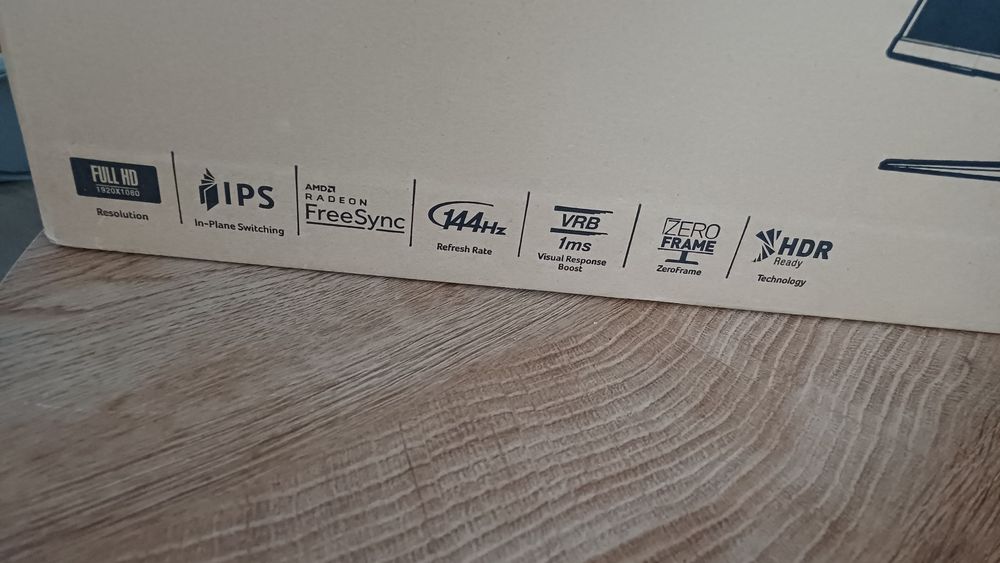 FULL HD
1920X1080
Resolution
IPS
In-Plane Switching
AMD
RADEON
FreeSync
144Hz
Refresh Rate
VRB
1ms
Visual Response
Boost
ZERO
FRAME
ZeroFrame
HDR
Ready
Technology